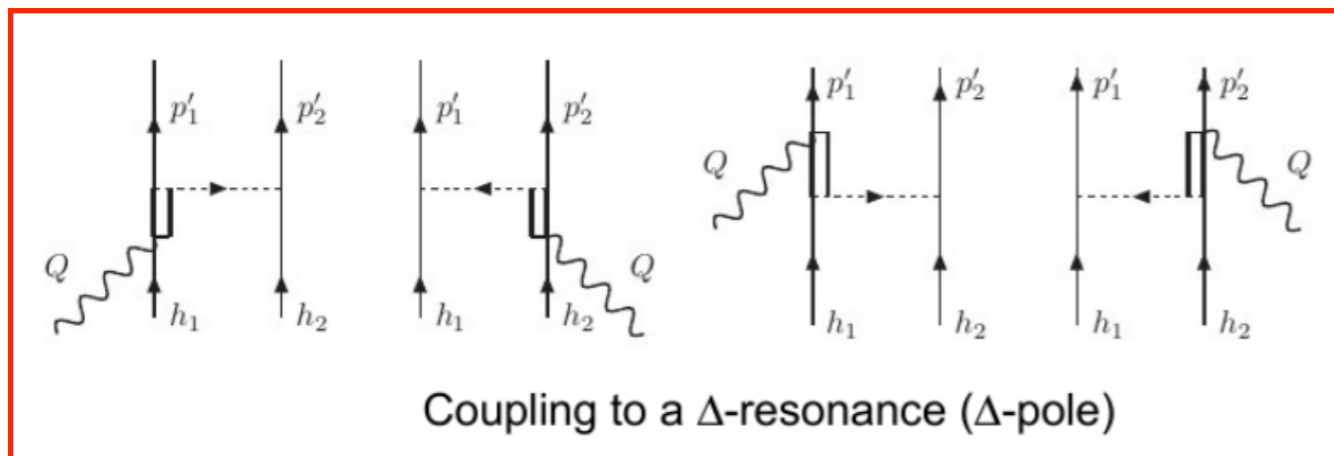 p′₁ p′₂ p′₁ p′₂ p′₁ p′₂ p′₁ p′₂
Q Q Q Q
h₁ h₂ h₁ h₂ h₁ h₂ h₁ h₂
Coupling to a Δ-resonance (Δ-pole)